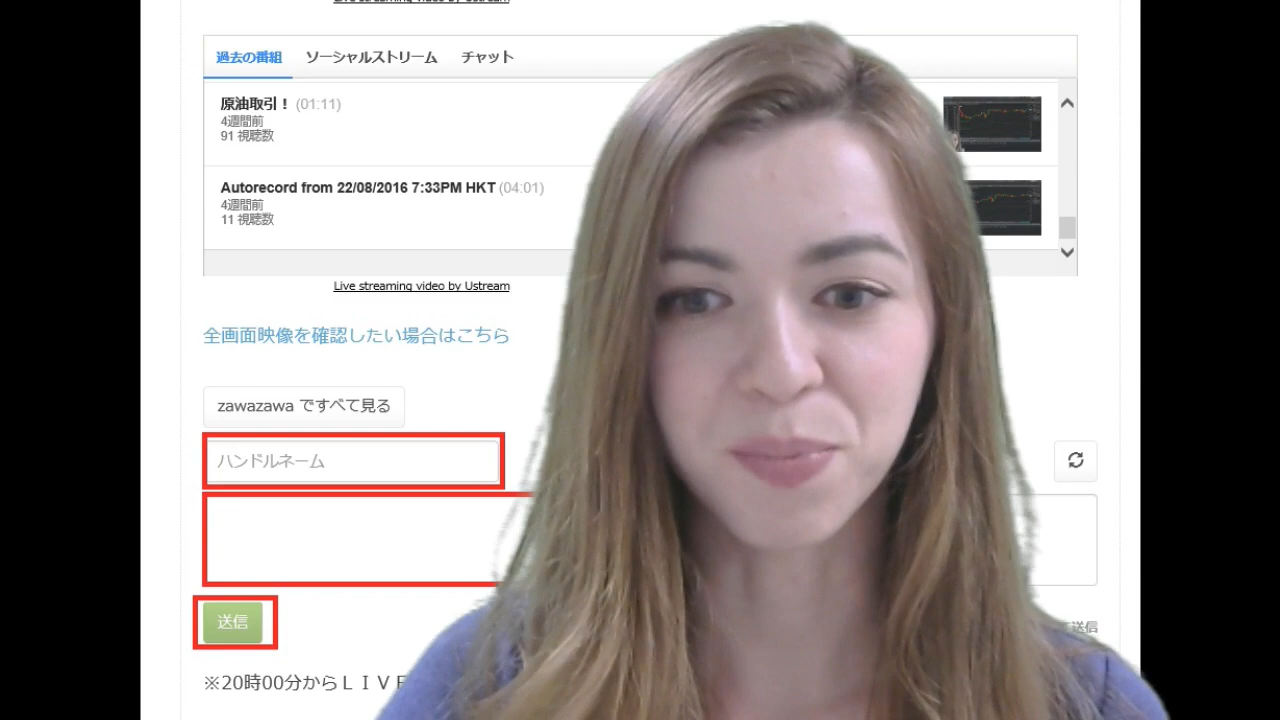 Live streaming video by Ustream
過去の番組 ソーシャルストリーム チャット
原油取引！ (01:11)
4週間前
91 視聴数
Autorecord from 22/08/2016 7:33PM HKT (04:01)
4週間前
11 視聴数
Live streaming video by Ustream
全画面映像を確認したい場合はこちら
zawazawa ですべて見る
ハンドルネーム
送信
送信
※20時00分からＬＩＶＥ